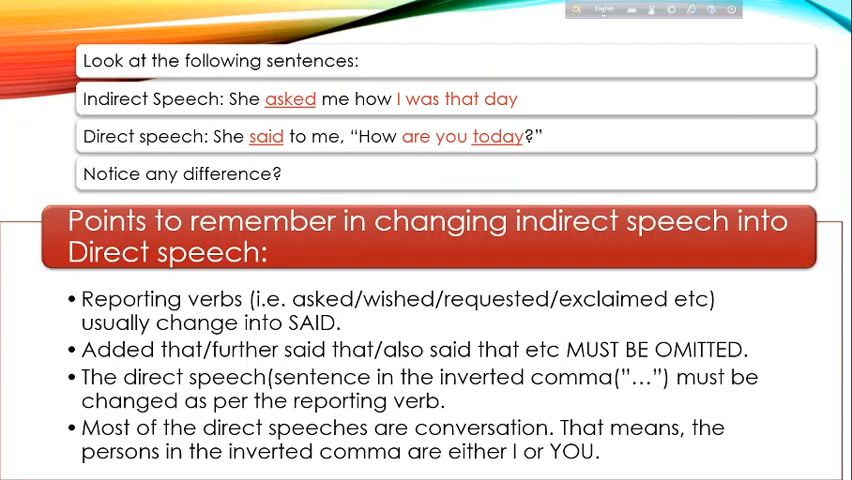 English
Look at the following sentences:
Indirect Speech: She asked me how I was that day
Direct speech: She said to me, “How are you today?”
Notice any difference?
Points to remember in changing indirect speech into
Direct speech:
• Reporting verbs (i.e. asked/wished/requested/exclaimed etc)
usually change into SAID.
• Added that/further said that/also said that etc MUST BE OMITTED.
• The direct speech(sentence in the inverted comma(”…”) must be
changed as per the reporting verb.
• Most of the direct speeches are conversation. That means, the
persons in the inverted comma are either I or YOU.